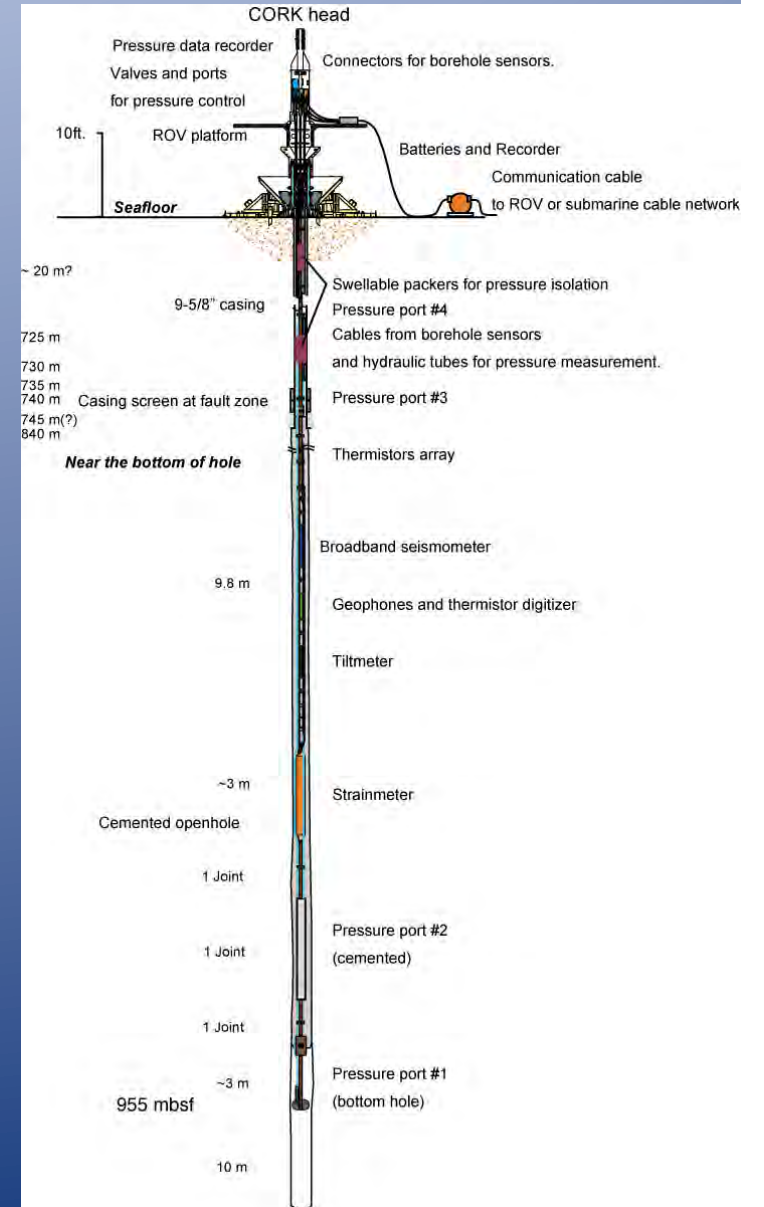 CORK head
Pressure data recorder
Connectors for borehole sensors.
Valves and ports
for pressure control
10ft.
ROV platform
Batteries and Recorder
Communication cable
to ROV or submarine cable network
Seafloor
~ 20 m?
Swellable packers for pressure isolation
9-5/8" casing
Pressure port #4
Cables from borehole sensors
and hydraulic tubes for pressure measurement.
725 m
730 m
735 m
740 m
Casing screen at fault zone
Pressure port #3
745 m(?)
840 m
Near the bottom of hole
Thermistors array
Broadband seismometer
9.8 m
Geophones and thermistor digitizer
Tiltmeter
~3 m
Strainmeter
Cemented openhole
1 Joint
Pressure port #2
(cemented)
1 Joint
1 Joint
~3 m
Pressure port #1
(bottom hole)
955 mbsf
10 m